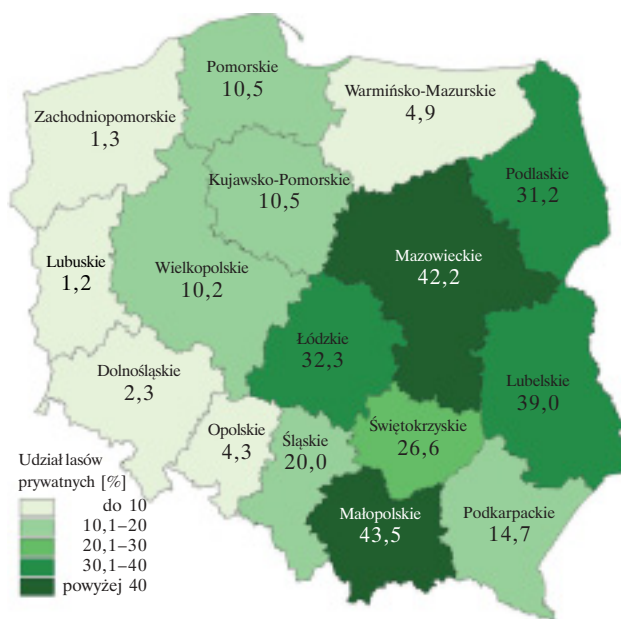 Pomorskie
10,5
Warmińsko-Mazurskie
4,9
Zachodniopomorskie
1,3
Podlaskie
31,2
Kujawsko-Pomorskie
10,5
Mazowieckie
42,2
Lubuskie
1,2
Wielkopolskie
10,2
Łódzkie
32,3
Lubelskie
39,0
Dolnośląskie
2,3
Opolskie
4,3
Śląskie
20,0
Świętokrzyskie
26,6
Małopolskie
43,5
Podkarpackie
14,7
Udział lasów
prywatnych [%]
do 10
10,1–20
20,1–30
30,1–40
powyżej 40